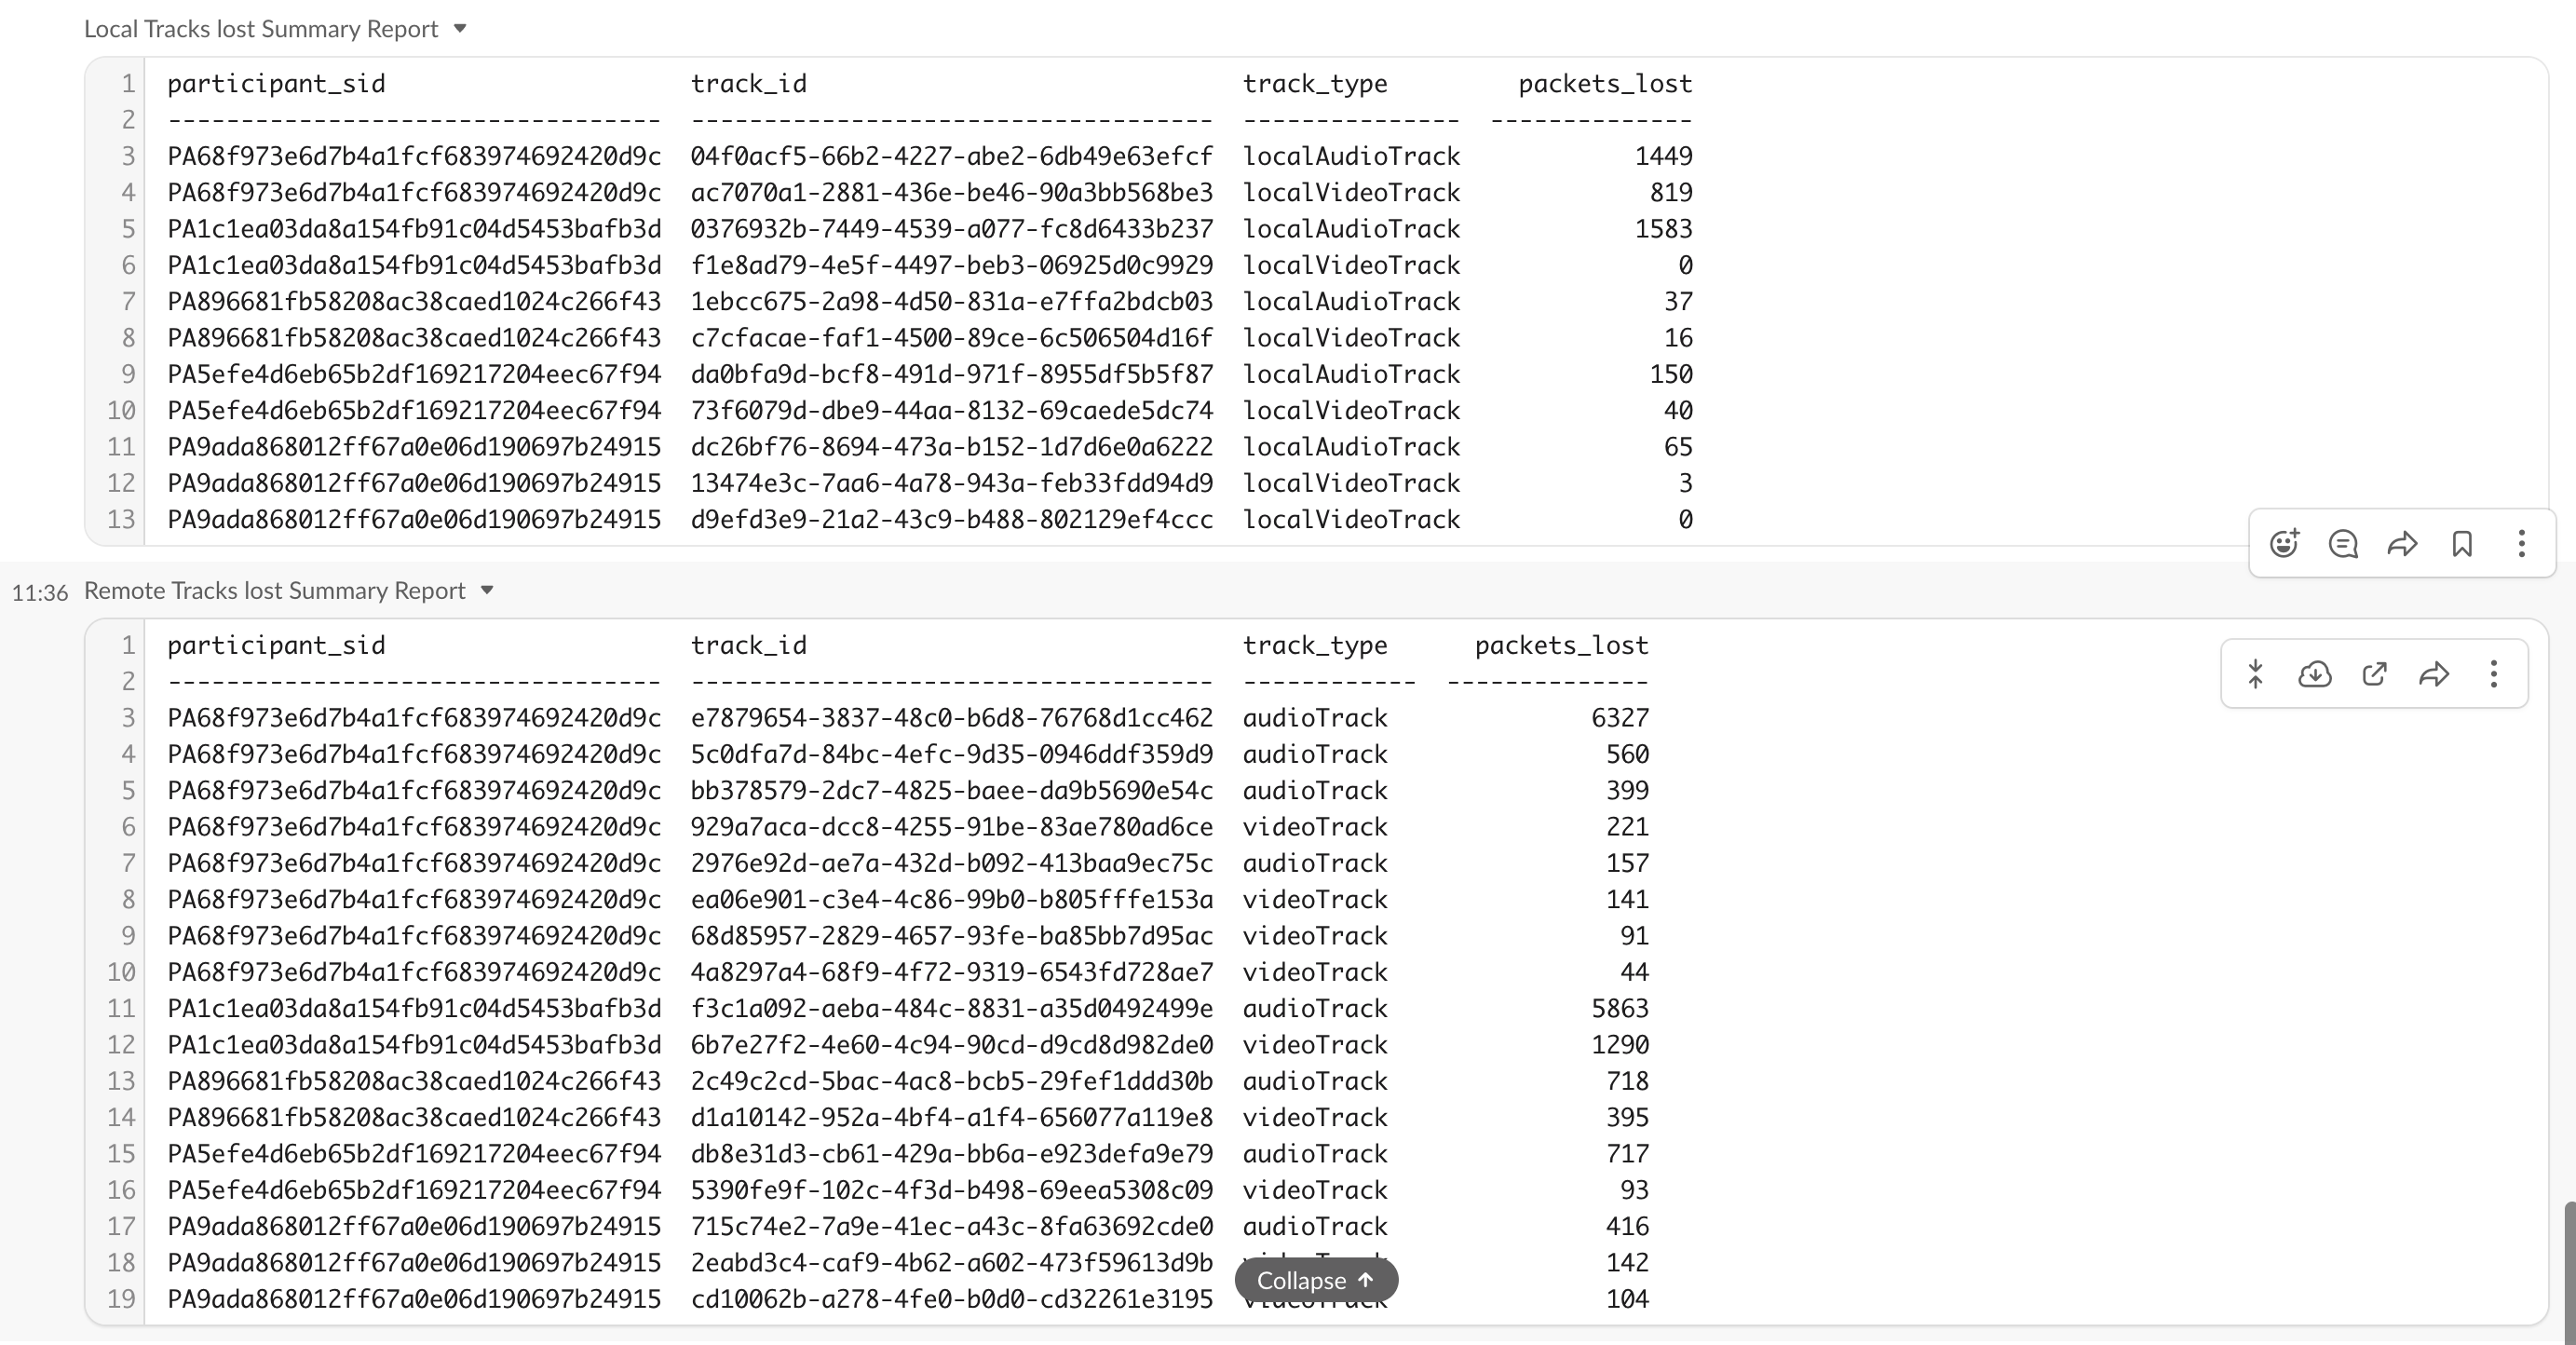 Local Tracks lost Summary Report
1 participant_sid track_id track_type packets_lost
2 ---------------------------------- ------------------------------------ --------------- --------------
3 PA68f973e6d7b4a1fcf683974692420d9c 04f0acf5-66b2-4227-abe2-6db49e63efcf localAudioTrack 1449
4 PA68f973e6d7b4a1fcf683974692420d9c ac7070a1-2881-436e-be46-90a3bb568be3 localVideoTrack 819
5 PA1c1ea03da8a154fb91c04d5453bafb3d 0376932b-7449-4539-a077-fc8d6433b237 localAudioTrack 1583
6 PA1c1ea03da8a154fb91c04d5453bafb3d f1e8ad79-4e5f-4497-beb3-06925d0c9929 localVideoTrack 0
7 PA896681fb58208ac38caed1024c266f43 1ebcc675-2a98-4d50-831a-e7ffa2bdcb03 localAudioTrack 37
8 PA896681fb58208ac38caed1024c266f43 c7cfacae-faf1-4500-89ce-6c506504d16f localVideoTrack 16
9 PA5efe4d6eb65b2df169217204eec67f94 da0bfa9d-bcf8-491d-971f-8955df5b5f87 localAudioTrack 150
10 PA5efe4d6eb65b2df169217204eec67f94 73f6079d-dbe9-44aa-8132-69caede5dc74 localVideoTrack 40
11 PA9ada868012ff67a0e06d190697b24915 dc26bf76-8694-473a-b152-1d7d6e0a6222 localAudioTrack 65
12 PA9ada868012ff67a0e06d190697b24915 13474e3c-7aa6-4a78-943a-feb33fdd94d9 localVideoTrack 3
13 PA9ada868012ff67a0e06d190697b24915 d9efd3e9-21a2-43c9-b488-802129ef4ccc localVideoTrack 0
11:36 Remote Tracks lost Summary Report
1 participant_sid track_id track_type packets_lost
2 ---------------------------------- ------------------------------------ ------------ --------------
3 PA68f973e6d7b4a1fcf683974692420d9c e7879654-3837-48c0-b6d8-76768d1cc462 audioTrack 6327
4 PA68f973e6d7b4a1fcf683974692420d9c 5c0dfa7d-84bc-4efc-9d35-0946ddf359d9 audioTrack 560
5 PA68f973e6d7b4a1fcf683974692420d9c bb378579-2dc7-4825-baee-da9b5690e54c audioTrack 399
6 PA68f973e6d7b4a1fcf683974692420d9c 929a7aca-dcc8-4255-91be-83ae780ad6ce videoTrack 221
7 PA68f973e6d7b4a1fcf683974692420d9c 2976e92d-ae7a-432d-b092-413baa9ec75c audioTrack 157
8 PA68f973e6d7b4a1fcf683974692420d9c ea06e901-c3e4-4c86-99b0-b805fffe153a videoTrack 141
9 PA68f973e6d7b4a1fcf683974692420d9c 68d85957-2829-4657-93fe-ba85bb7d95ac videoTrack 91
10 PA68f973e6d7b4a1fcf683974692420d9c 4a8297a4-68f9-4f72-9319-6543fd728ae7 videoTrack 44
11 PA1c1ea03da8a154fb91c04d5453bafb3d f3c1a092-aeba-484c-8831-a35d0492499e audioTrack 5863
12 PA1c1ea03da8a154fb91c04d5453bafb3d 6b7e27f2-4e60-4c94-90cd-d9cd8d982de0 videoTrack 1290
13 PA896681fb58208ac38caed1024c266f43 2c49c2cd-5bac-4ac8-bcb5-29fef1ddd30b audioTrack 718
14 PA896681fb58208ac38caed1024c266f43 d1a10142-952a-4bf4-a1f4-656077a119e8 videoTrack 395
15 PA5efe4d6eb65b2df169217204eec67f94 db8e31d3-cb61-429a-bb6a-e923defa9e79 audioTrack 717
16 PA5efe4d6eb65b2df169217204eec67f94 5390fe9f-102c-4f3d-b498-69eea5308c09 videoTrack 93
17 PA9ada868012ff67a0e06d190697b24915 715c74e2-7a9e-41ec-a43c-8fa63692cde0 audioTrack 416
18 PA9ada868012ff67a0e06d190697b24915 2eabd3c4-caf9-4b62-a602-473f59613d9b 142
Collapse
19 PA9ada868012ff67a0e06d190697b24915 cd10062b-a278-4fe0-b0d0-cd32261e3195 104